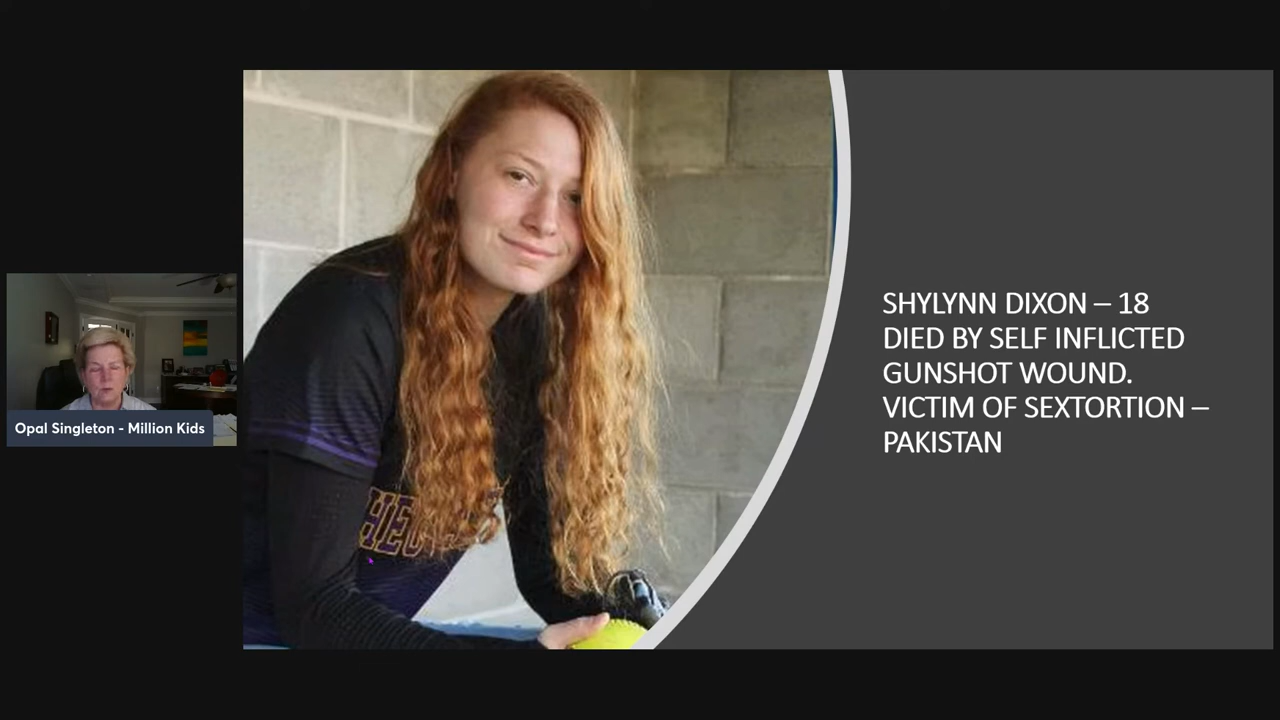 SHYLYNN DIXON – 18
DIED BY SELF INFLICTED
GUNSHOT WOUND.
VICTIM OF SEXTORTION –
PAKISTAN
Opal Singleton - Million Kids